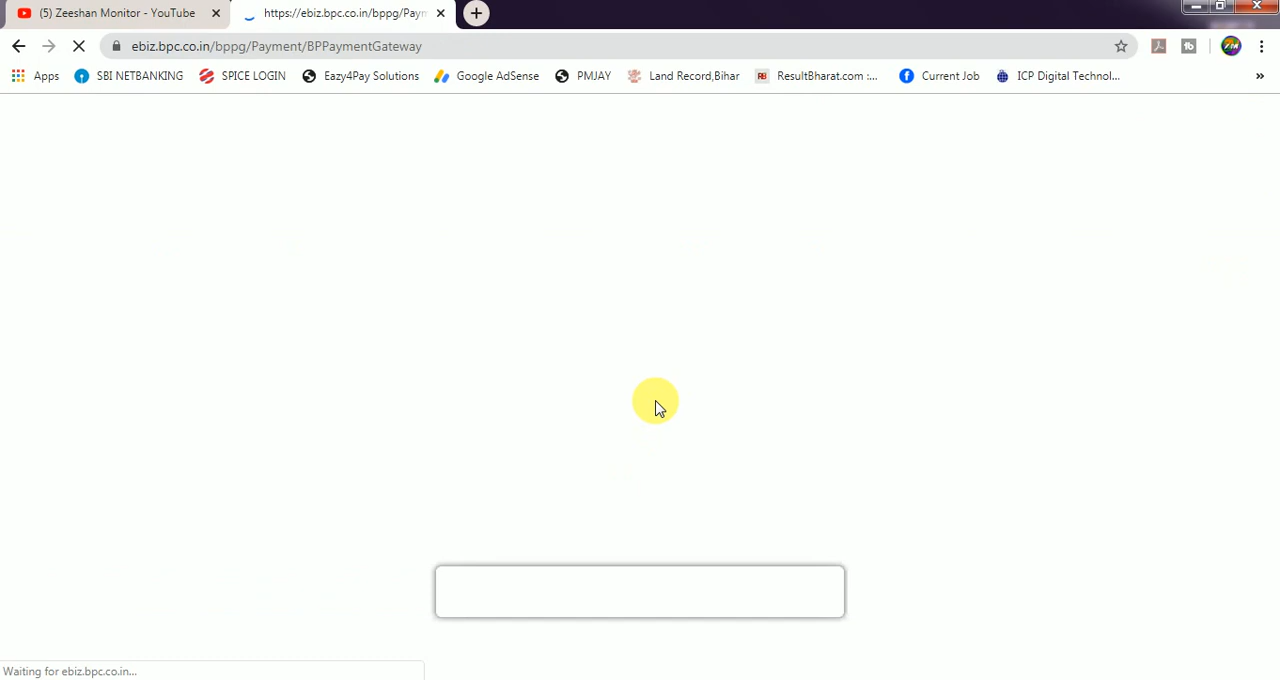 (5) Zeeshan Monitor - YouTube https://ebiz.bpc.co.in/bppg/Paym
ebiz.bpc.co.in/bppg/Payment/BPPaymentGateway
Apps SBI NETBANKING SPICE LOGIN Eazy4Pay Solutions Google AdSense PMJAY Land Record,Bihar ResultBharat.com :... Current Job ICP Digital Technol... »
Waiting for ebiz.bpc.co.in...